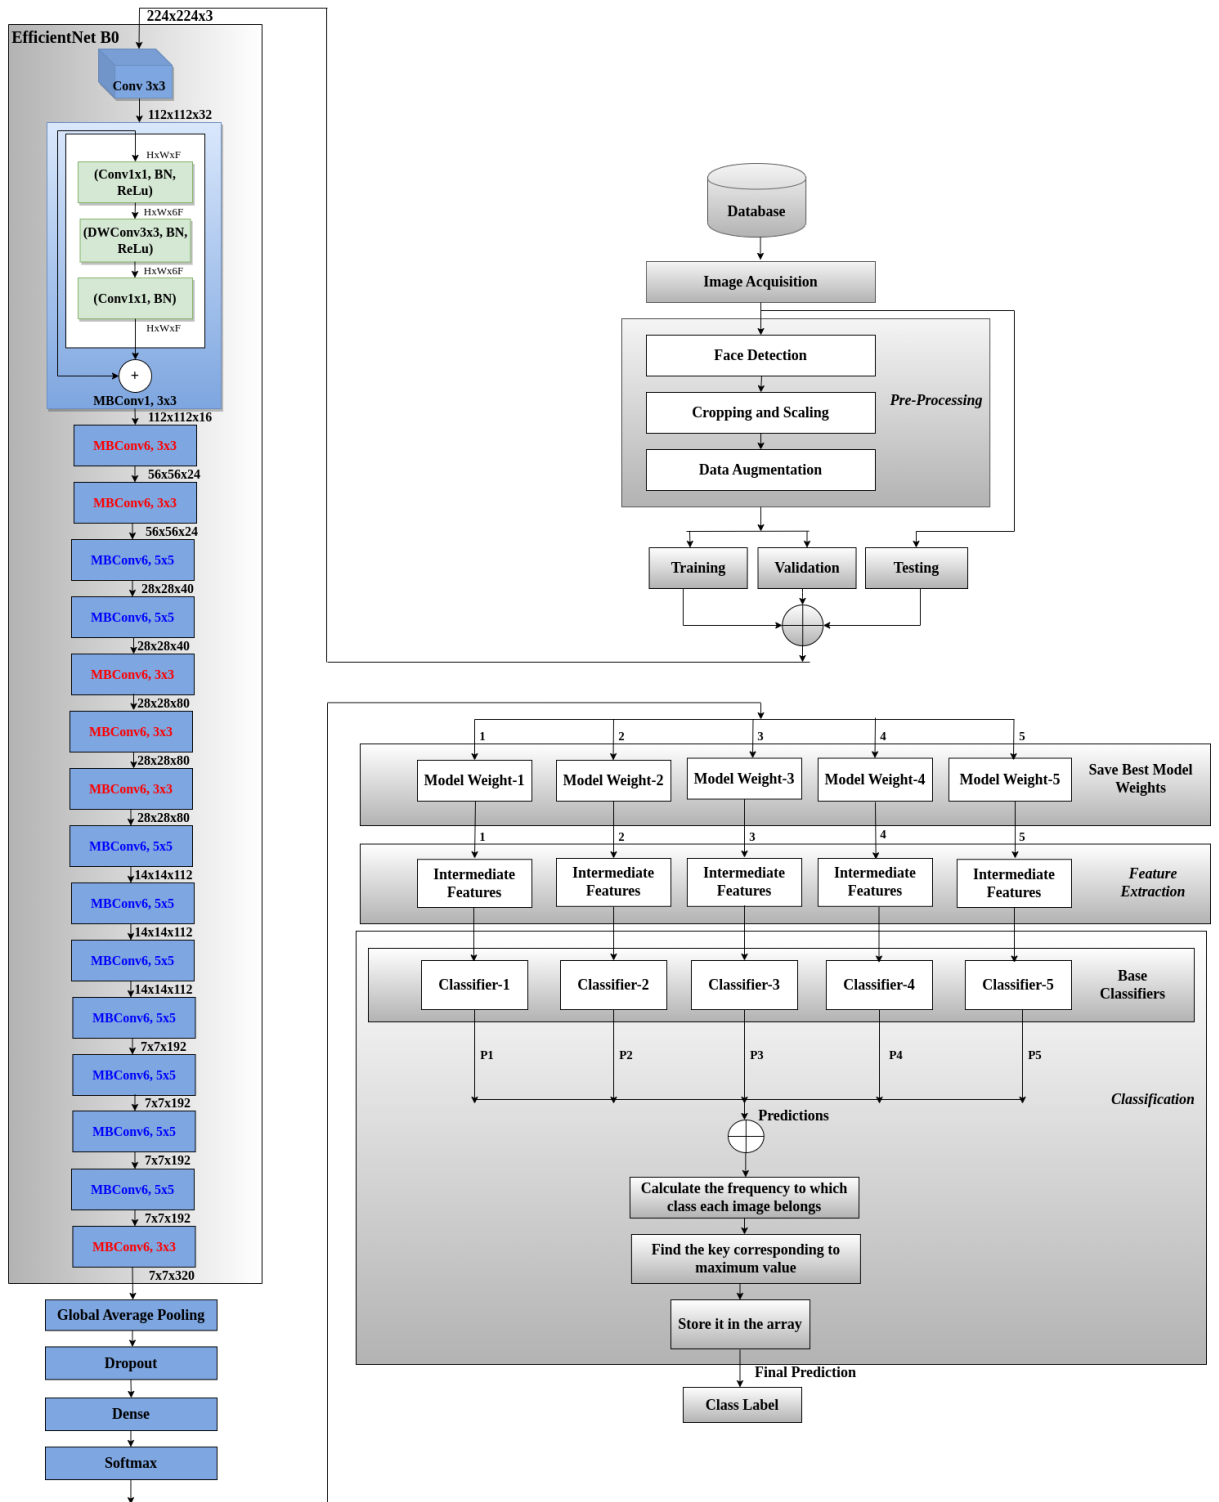 224x224x3
EfficientNet B0
Conv 3x3
112x112x32
HxWxF
(Conv1x1, BN,
ReLu)
HxWx6F
(DWConv3x3, BN,
ReLu)
HxWx6F
(Conv1x1, BN)
HxWxF
+
MBConv1, 3x3
112x112x16
MBConv6, 3x3
56x56x24
MBConv6, 3x3
56x56x24
MBConv6, 5x5
28x28x40
MBConv6, 5x5
28x28x40
MBConv6, 3x3
28x28x80
MBConv6, 3x3
28x28x80
MBConv6, 3x3
28x28x80
MBConv6, 5x5
14x14x112
MBConv6, 5x5
14x14x112
MBConv6, 5x5
14x14x112
MBConv6, 5x5
7x7x192
MBConv6, 5x5
7x7x192
MBConv6, 5x5
7x7x192
MBConv6, 5x5
7x7x192
MBConv6, 3x3
7x7x320
Global Average Pooling
Dropout
Dense
Softmax
Database
Image Acquisition
Face Detection
Cropping and Scaling
Pre-Processing
Data Augmentation
Training
Validation
Testing
1
2
3
4
5
Model Weight-1
Model Weight-2
Model Weight-3
Model Weight-4
Model Weight-5
Save Best Model
Weights
1
2
3
4
5
Intermediate
Features
Intermediate
Features
Intermediate
Features
Intermediate
Features
Intermediate
Features
Feature
Extraction
Classifier-1
Classifier-2
Classifier-3
Classifier-4
Classifier-5
Base
Classifiers
P1
P2
P3
P4
P5
Classification
Predictions
Calculate the frequency to which
class each image belongs
Find the key corresponding to
maximum value
Store it in the array
Final Prediction
Class Label